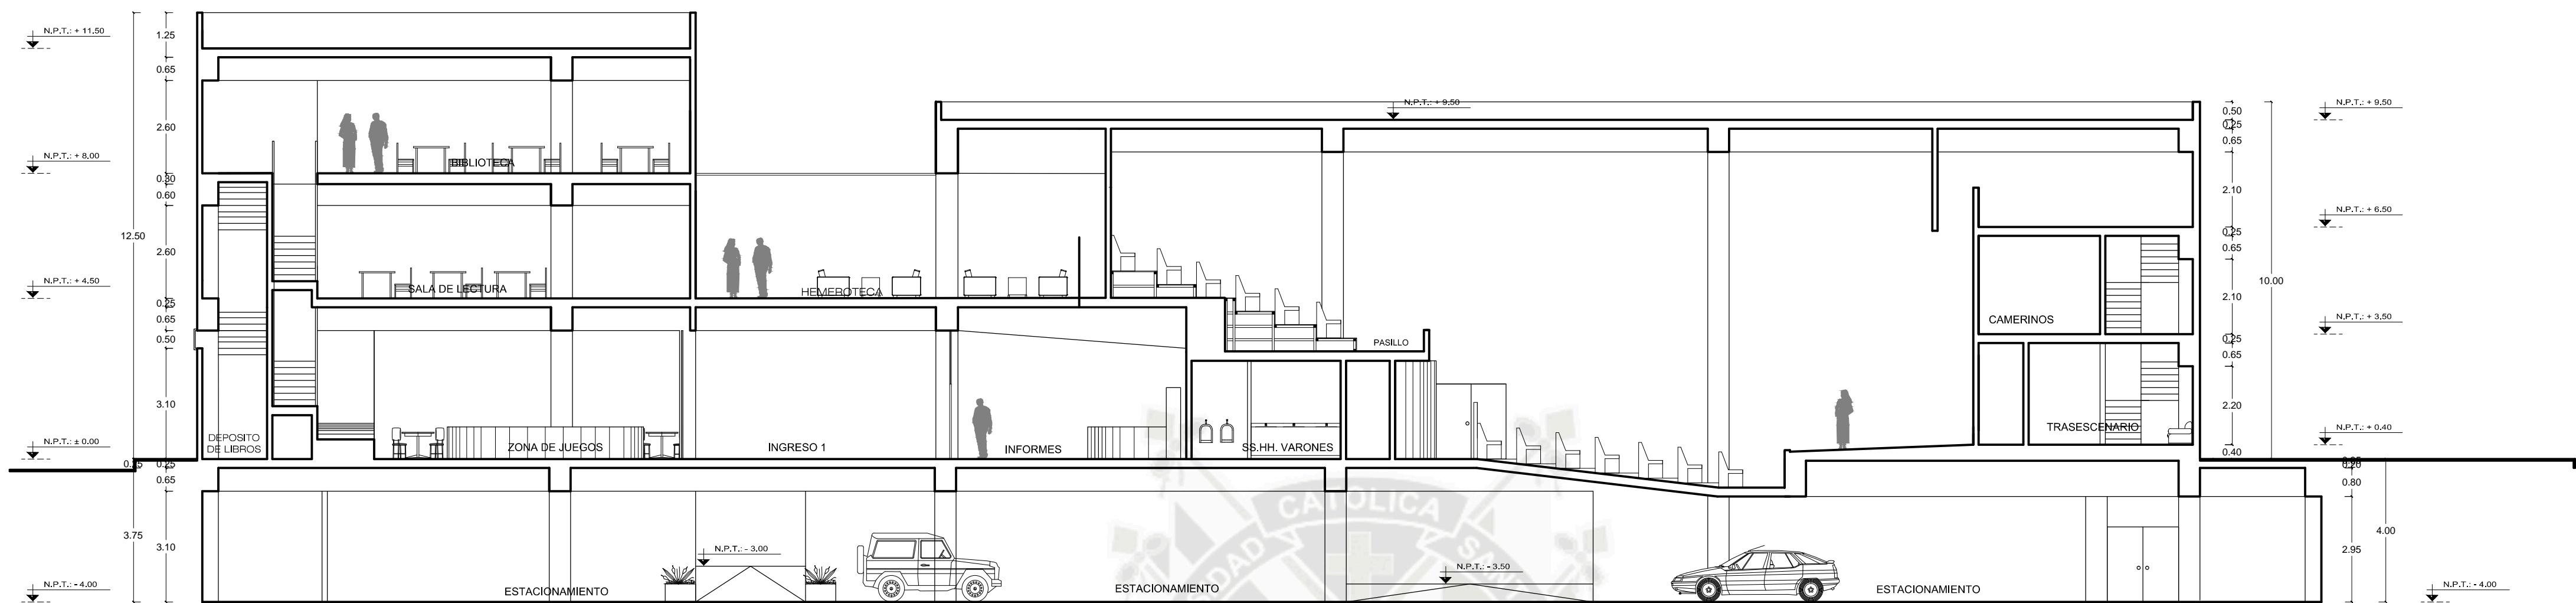 N.P.T.: + 11,50
N.P.T.: + 8,00
N.P.T.: + 4,50
N.P.T.: ± 0.00
N.P.T.: - 4.00
12.50
3.75
1.25
0.65
2.60
0.30
0.60
2.60
0.25
0.65
0.50
3.10
0.25
0.65
3.10
BIBLIOTECA
SALA DE LECTURA
HEMEROTECA
DEPOSITO
DE LIBROS
ZONA DE JUEGOS
INGRESO 1
INFORMES
SS.HH. VARONES
PASILLO
CAMERINOS
TRASESCENARIO
N.P.T.: + 9,50
N.P.T.: - 3,00
N.P.T.: - 3.50
ESTACIONAMIENTO
ESTACIONAMIENTO
ESTACIONAMIENTO
CATOLICA
0.50
0.25
0.65
2.10
0.25
0.65
2.10
0.25
0.65
2.20
0.40
0.80
2.95
10.00
4.00
N.P.T.: + 9,50
N.P.T.: + 6,50
N.P.T.: + 3,50
N.P.T.: + 0.40
N.P.T.: - 4.00